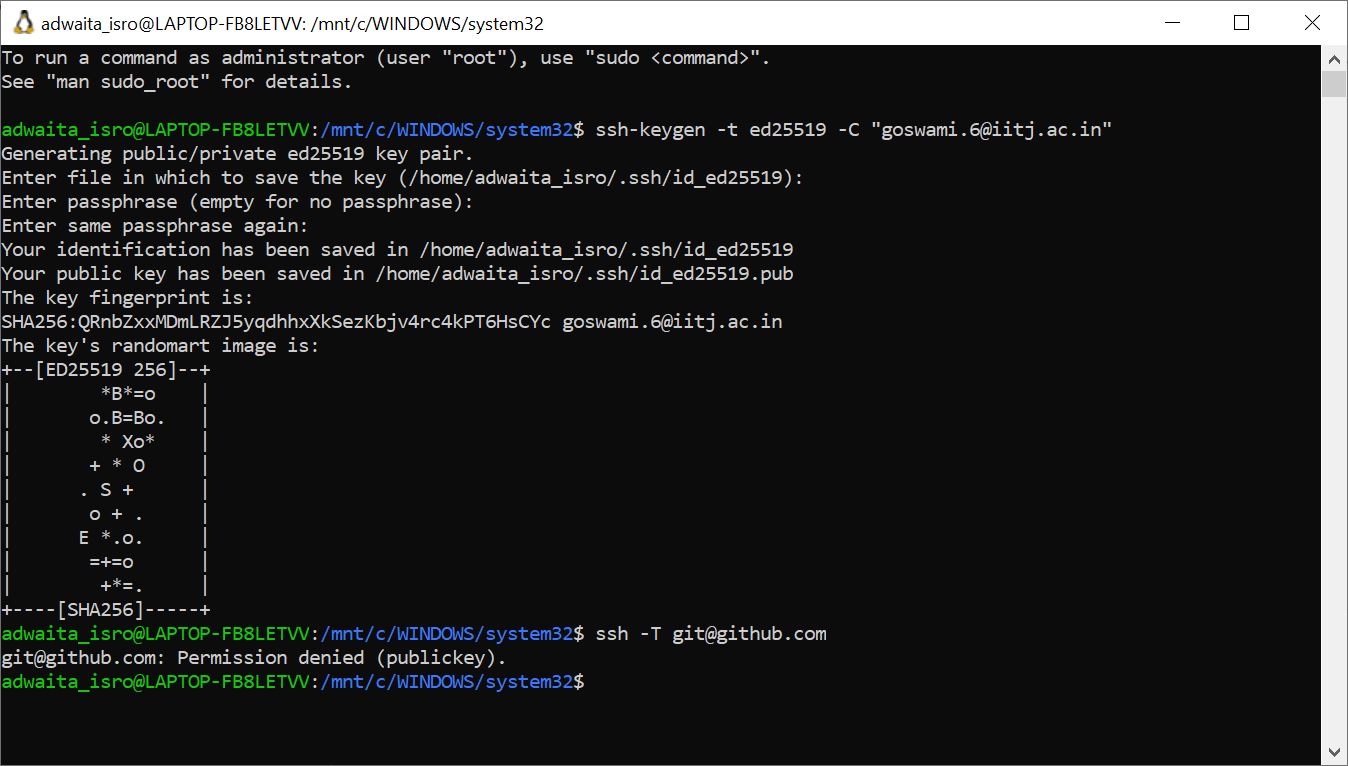 adwaita_isro@LAPTOP-FB8LETVV: /mnt/c/WINDOWS/system32
To run a command as administrator (user "root"), use "sudo <command>".
See "man sudo_root" for details.

adwaita_isro@LAPTOP-FB8LETVV:/mnt/c/WINDOWS/system32$ ssh-keygen -t ed25519 -C "goswami.6@iitj.ac.in"
Generating public/private ed25519 key pair.
Enter file in which to save the key (/home/adwaita_isro/.ssh/id_ed25519):
Enter passphrase (empty for no passphrase):
Enter same passphrase again:
Your identification has been saved in /home/adwaita_isro/.ssh/id_ed25519
Your public key has been saved in /home/adwaita_isro/.ssh/id_ed25519.pub
The key fingerprint is:
SHA256:QRnbZxxMDmLRZJ5yqdhhxXkSezKbjv4rc4kPT6HsCYc goswami.6@iitj.ac.in
The key's randomart image is:
+--[ED25519 256]--+
|        *B*=o    |
|       o.B=Bo.   |
|        * Xo*    |
|       + * O     |
|      . S +      |
|       o + .     |
|      E *.o.     |
|       =+=o      |
|        +*=.     |
+----[SHA256]-----+
adwaita_isro@LAPTOP-FB8LETVV:/mnt/c/WINDOWS/system32$ ssh -T git@github.com
git@github.com: Permission denied (publickey).
adwaita_isro@LAPTOP-FB8LETVV:/mnt/c/WINDOWS/system32$